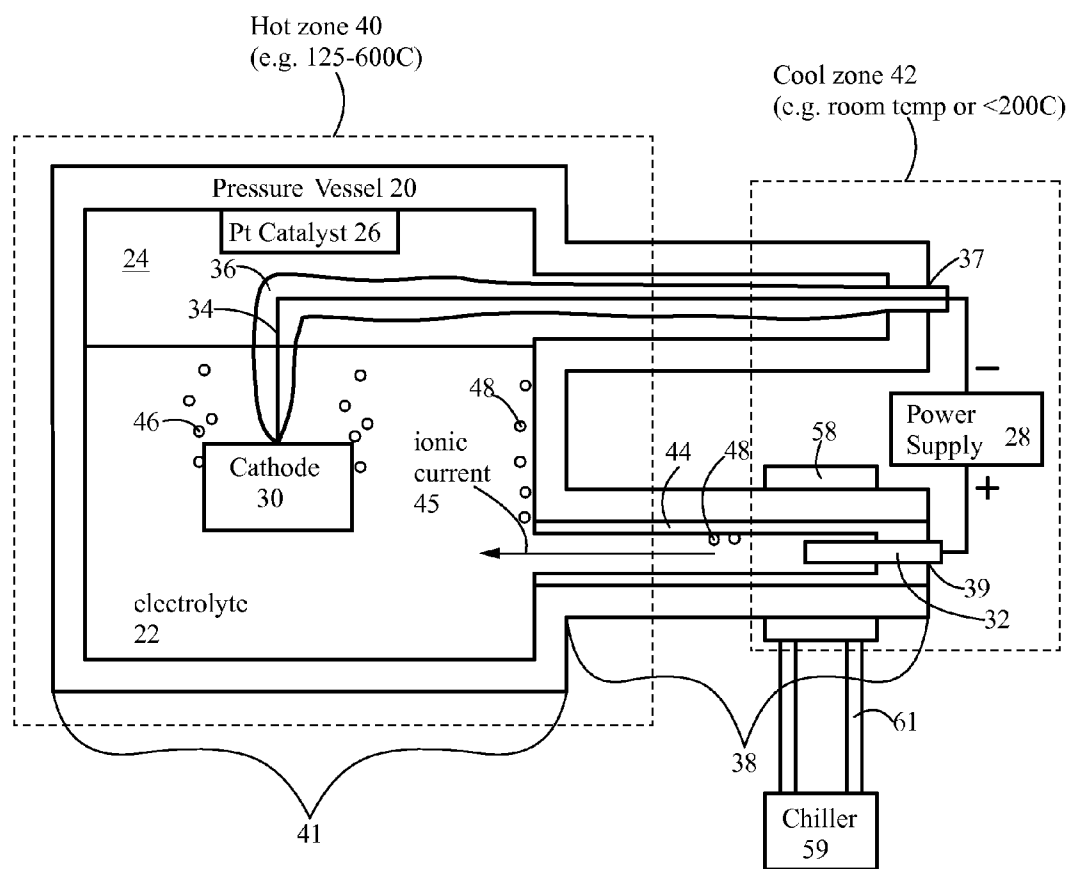 Hot zone 40
(e.g. 125-600C)
Cool zone 42
(e.g. room temp or <200C)
Pressure Vessel 20
Pt Catalyst 26
24
36
37
34
46
48
ionic
current
45
44
48
58
Power
Supply 28
−
+
Cathode
30
electrolyte
22
39
32
61
38
41
Chiller
59